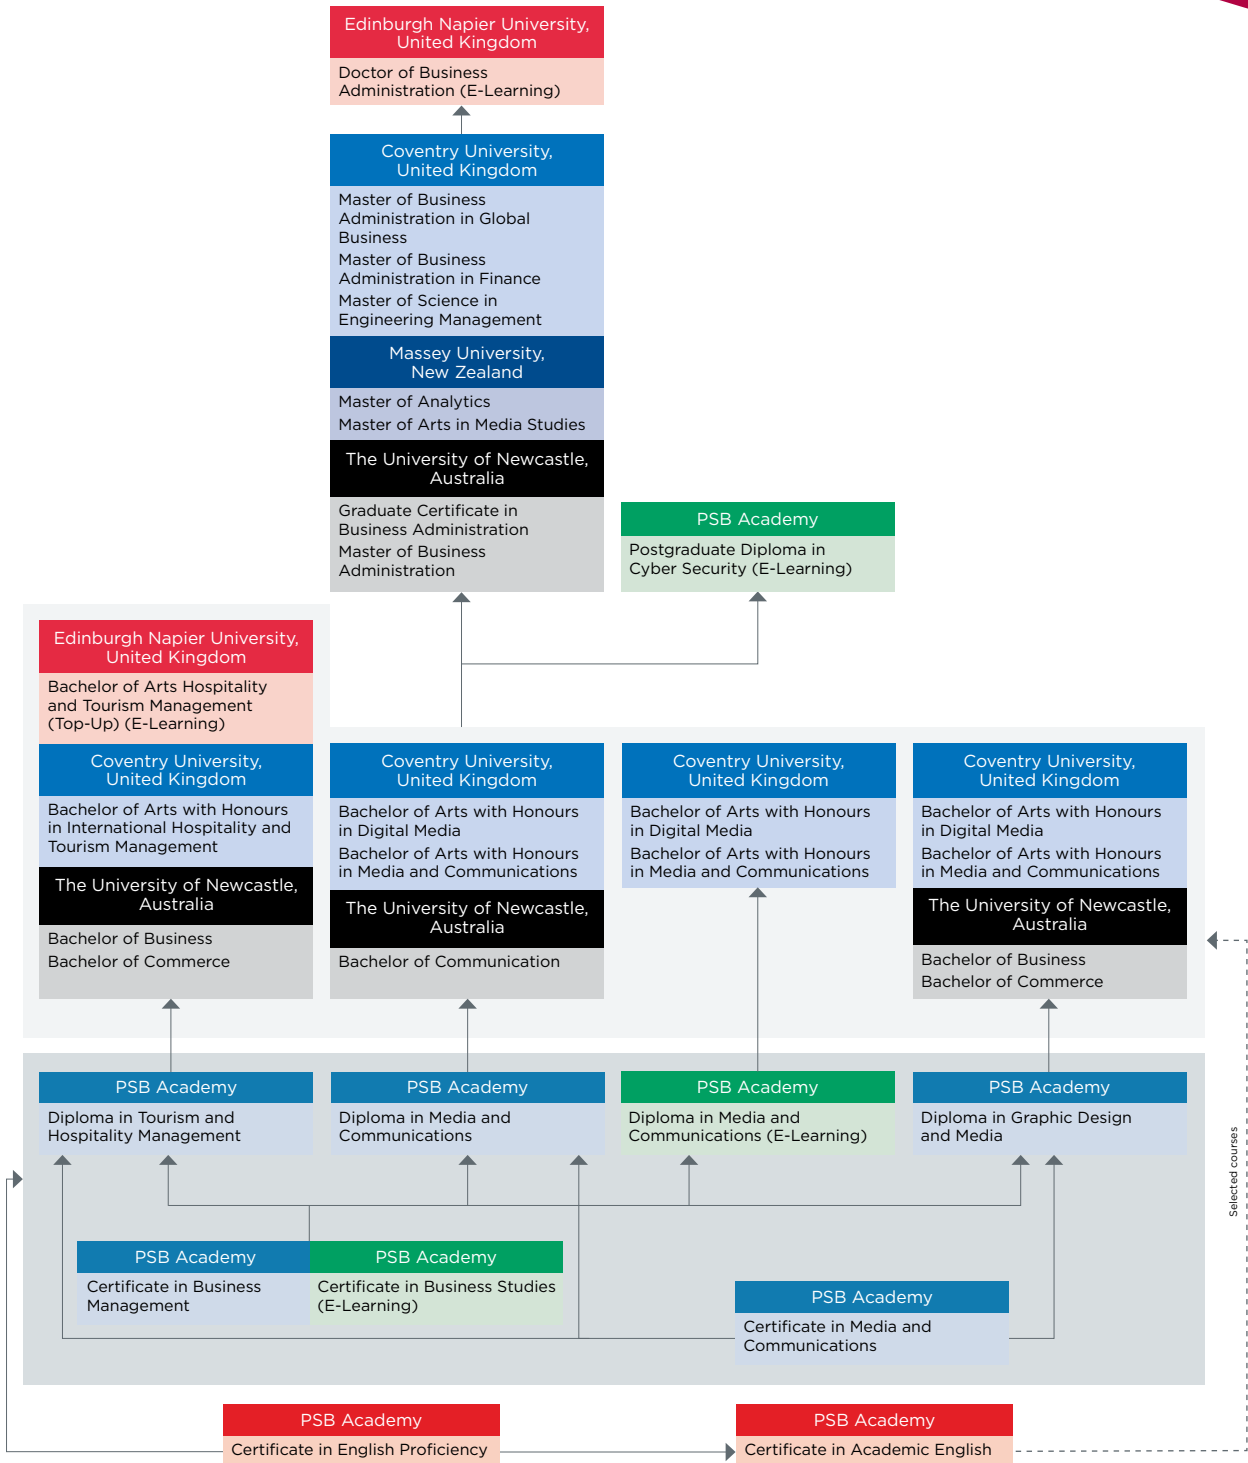 Edinburgh Napier University,
United Kingdom
Doctor of Business
Administration (E-Learning)
Coventry University,
United Kingdom
Master of Business
Administration in Global
Business
Master of Business
Administration in Finance
Master of Science in
Engineering Management
Massey University,
New Zealand
Master of Analytics
Master of Arts in Media Studies
The University of Newcastle,
Australia
Graduate Certificate in
Business Administration
Master of Business
Administration
PSB Academy
Postgraduate Diploma in
Cyber Security (E-Learning)
Edinburgh Napier University,
United Kingdom
Bachelor of Arts Hospitality
and Tourism Management
(Top-Up) (E-Learning)
Coventry University,
United Kingdom
Bachelor of Arts with Honours
in International Hospitality and
Tourism Management
The University of Newcastle,
Australia
Bachelor of Business
Bachelor of Commerce
Coventry University,
United Kingdom
Bachelor of Arts with Honours
in Digital Media
Bachelor of Arts with Honours
in Media and Communications
The University of Newcastle,
Australia
Bachelor of Communication
Coventry University,
United Kingdom
Bachelor of Arts with Honours
in Digital Media
Bachelor of Arts with Honours
in Media and Communications
Coventry University,
United Kingdom
Bachelor of Arts with Honours
in Digital Media
Bachelor of Arts with Honours
in Media and Communications
The University of Newcastle,
Australia
Bachelor of Business
Bachelor of Commerce
PSB Academy
Diploma in Tourism and
Hospitality Management
PSB Academy
Diploma in Media and
Communications
PSB Academy
Diploma in Media and
Communications (E-Learning)
PSB Academy
Diploma in Graphic Design
and Media
Selected courses
PSB Academy
Certificate in Business
Management
PSB Academy
Certificate in Business Studies
(E-Learning)
PSB Academy
Certificate in Media and
Communications
PSB Academy
Certificate in English Proficiency
PSB Academy
Certificate in Academic English